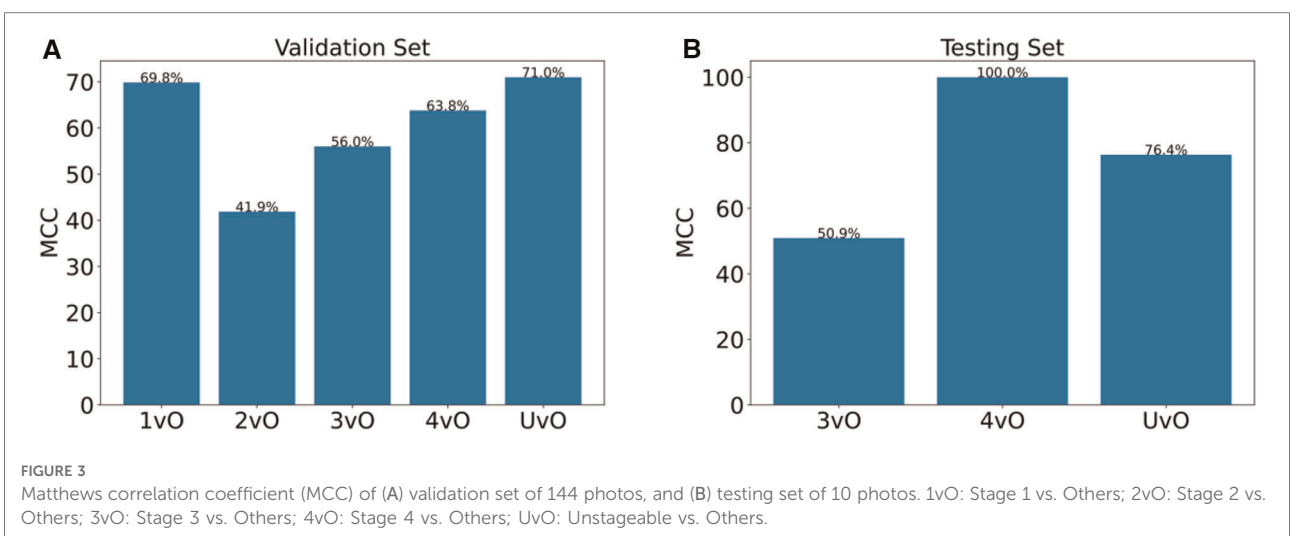 A
Validation Set
70
60
50
40
30
20
10
0
MCC
69.8%
41.9%
56.0%
63.8%
71.0%
1vO 2vO 3vO 4vO UvO
B
Testing Set
100
80
60
40
20
0
MCC
50.9%
100.0%
76.4%
3vO 4vO UvO
FIGURE 3
Matthews correlation coefficient (MCC) of (A) validation set of 144 photos, and (B) testing set of 10 photos. 1vO: Stage 1 vs. Others; 2vO: Stage 2 vs.
Others; 3vO: Stage 3 vs. Others; 4vO: Stage 4 vs. Others; UvO: Unstageable vs. Others.